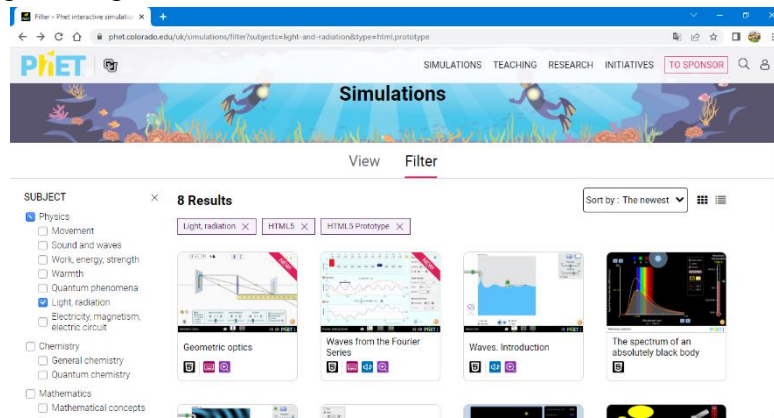 Filter - Phet interactive simulatio
phet.colorado.edu/uk/simulations/filter?subjects=light-and-radiation&type=html,prototype
PhET
SIMULATIONS TEACHING RESEARCH INITIATIVES TO SPONSOR
Simulations
View Filter
SUBJECT
8 Results
Sort by : The newest
Physics
Movement
Sound and waves
Work, energy, strength
Warmth
Quantum phenomena
Light, radiation
Electricity, magnetism,
electric circuit
Chemistry
General chemistry
Quantum chemistry
Mathematics
Mathematical concepts
Light, radiation HTML5 HTML5 Prototype
NEW!
NEW!
Geometric optics
Waves from the Fourier
Series
Waves. Introduction
The spectrum of an
absolutely black body